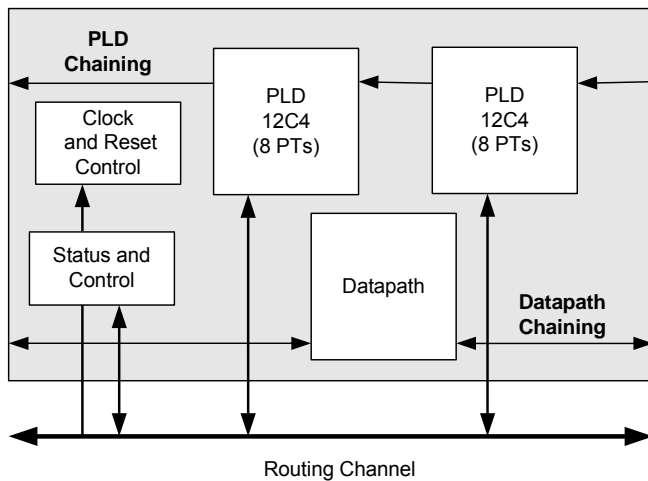 PLD
Chaining
PLD
12C4
(8 PTs)
PLD
12C4
(8 PTs)
Clock
and Reset
Control
Status and
Control
Datapath
Datapath
Chaining
Routing Channel